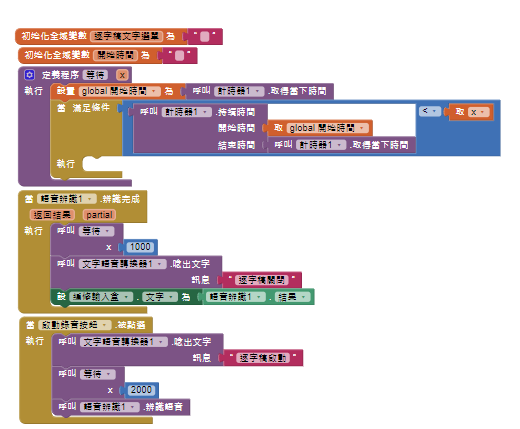 初始化全域變數 逐字稿文字選單 為 " "
初始化全域變數 開始時間 為 " "
定義程序 等待 x
執行 設置 global 開始時間 為 呼叫 計時器1 .取得當下時間
當 滿足條件 呼叫 計時器1 .持續時間 < 取 x
開始時間 取 global 開始時間
結束時間 呼叫 計時器1 .取得當下時間
執行
當 語音辨識1 .辨識完成
返回結果 partial
執行 呼叫 等待
x 1000
呼叫 文字語音轉換器1 .唸出文字
訊息 " 逐字稿關閉 "
設 編修輸入盒 . 文字 為 語音辨識1 . 結果
當 啟動錄音按鈕 .被點選
執行 呼叫 文字語音轉換器1 .唸出文字
訊息 " 逐字稿啟動 "
呼叫 等待
x 2000
呼叫 語音辨識1 .辨識語音